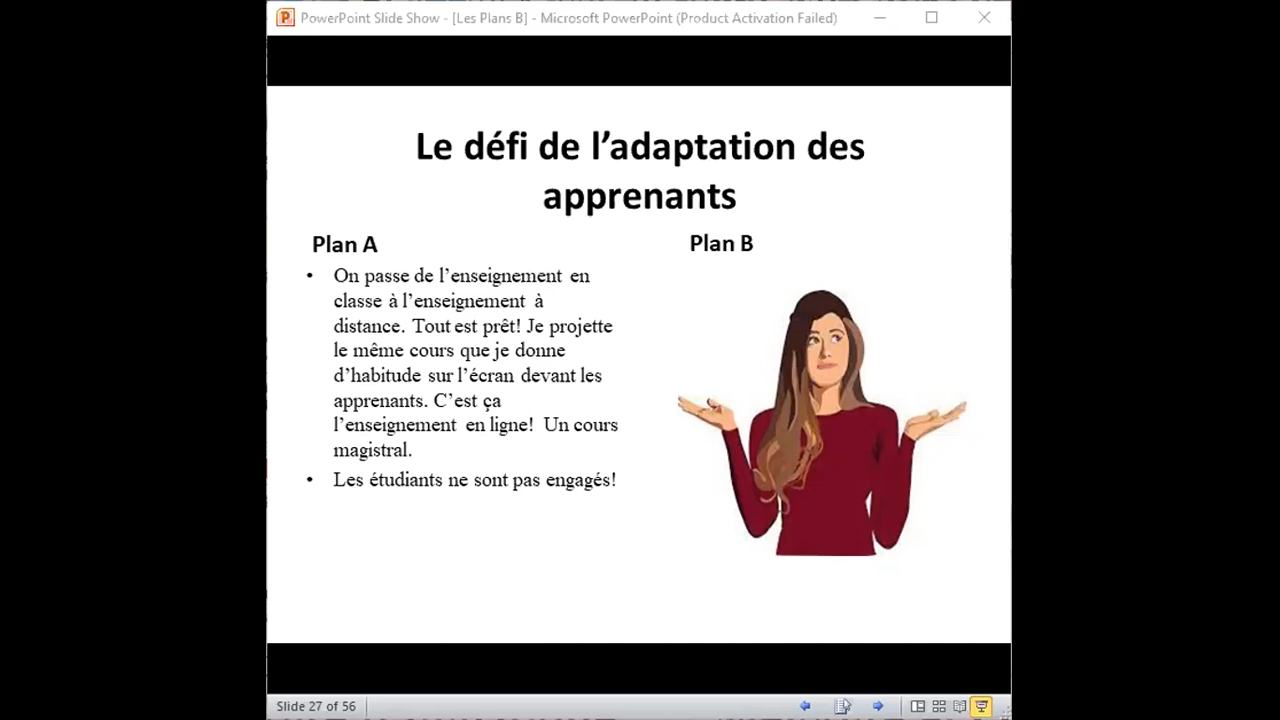 PowerPoint Slide Show - [Les Plans B] - Microsoft PowerPoint (Product Activation Failed)
Le défi de l’adaptation des
apprenants
Plan A
• On passe de l’enseignement en
classe à l’enseignement à
distance. Tout est prêt! Je projette
le même cours que je donne
d’habitude sur l’écran devant les
apprenants. C’est ça
l’enseignement en ligne! Un cours
magistral.
• Les étudiants ne sont pas engagés!
Plan B
Slide 27 of 56